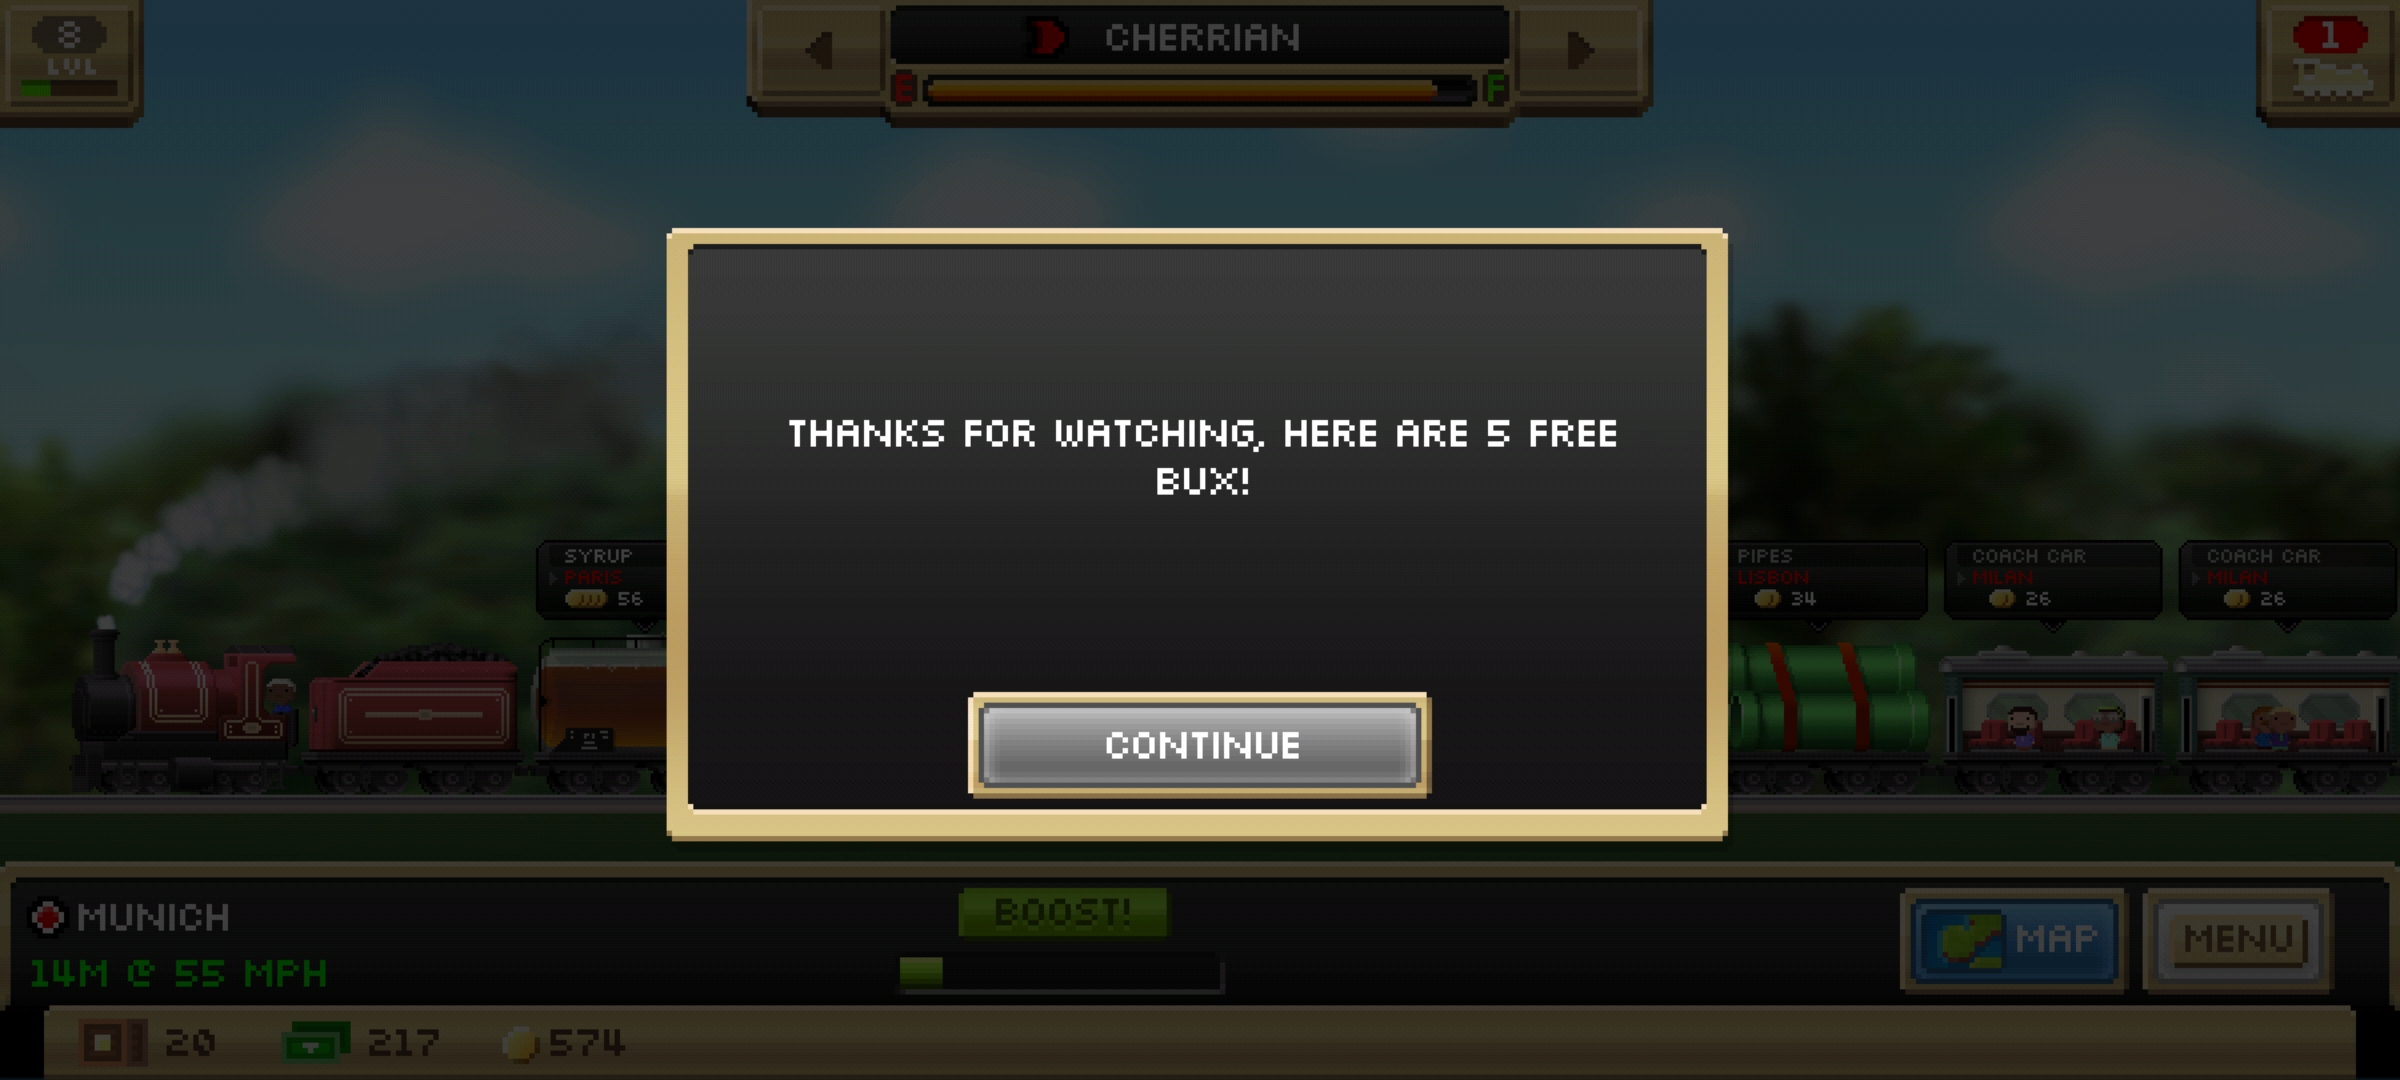 8
LVL
CHERRIAN
E F
1
THANKS FOR WATCHING, HERE ARE 5 FREE
BUX!
CONTINUE
SYRUP
PARIS
56
PIPES
LISBON
34
COACH CAR
MILAN
26
COACH CAR
MILAN
26
MUNICH
14M @ 55 MPH
BOOST!
MAP
MENU
20 217 574